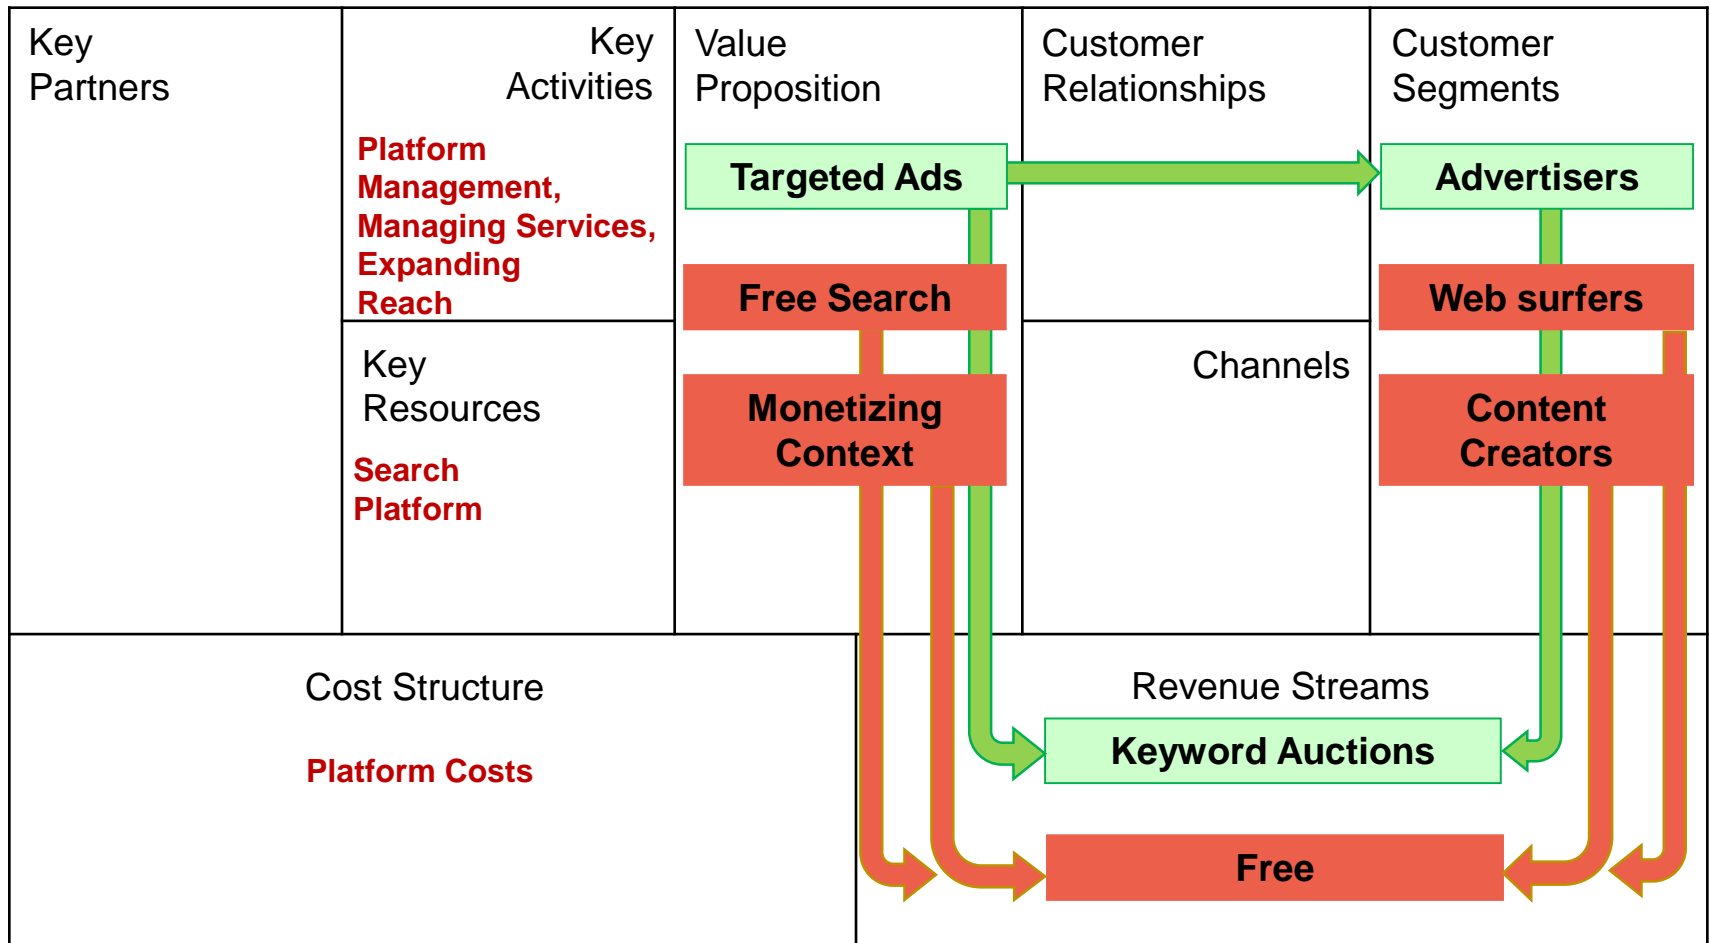 Key
Partners
Key
Activities
Platform
Management,
Managing Services,
Expanding
Reach
Key
Resources
Search
Platform
Value
Proposition
Targeted Ads
Free Search
Monetizing
Context
Customer
Relationships
Channels
Customer
Segments
Advertisers
Web surfers
Content
Creators
Cost Structure
Platform Costs
Revenue Streams
Keyword Auctions
Free